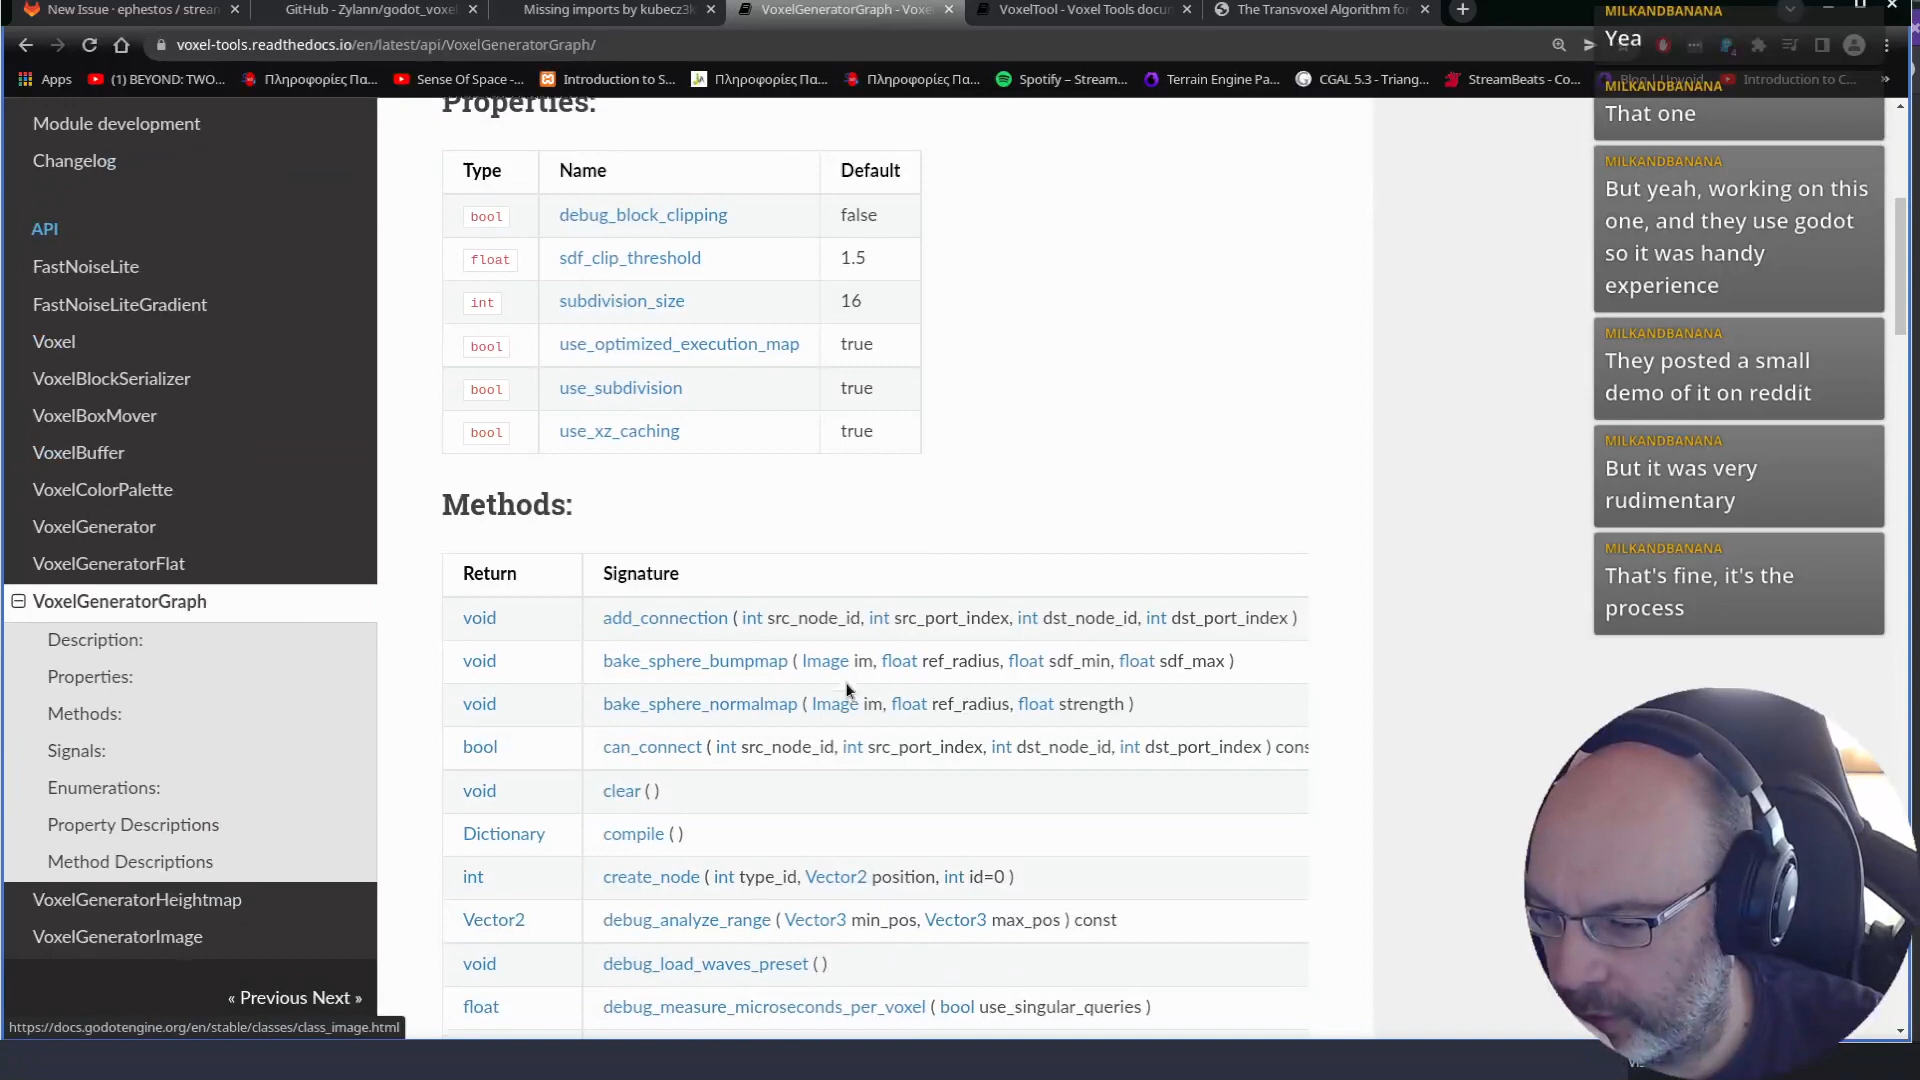 New Issue · ephestos / strean
GitHub - Zylann/godot_voxel
Missing imports by kubecz3k
VoxelGeneratorGraph - Voxe
VoxelTool - Voxel Tools docun
The Transvoxel Algorithm for
voxel-tools.readthedocs.io/en/latest/api/VoxelGeneratorGraph/
Apps
(1) BEYOND: TWO...
Πληροφορίες Πα...
Sense Of Space -...
Introduction to S...
Πληροφορίες Πα...
Πληροφορίες Πα...
Spotify – Stream...
Terrain Engine Pa...
CGAL 5.3 - Triang...
StreamBeats - Co...
Blog | Unvoid
Introduction to C...
Module development
Changelog
API
FastNoiseLite
FastNoiseLiteGradient
Voxel
VoxelBlockSerializer
VoxelBoxMover
VoxelBuffer
VoxelColorPalette
VoxelGenerator
VoxelGeneratorFlat
VoxelGeneratorGraph
Description:
Properties:
Methods:
Signals:
Enumerations:
Property Descriptions
Method Descriptions
VoxelGeneratorHeightmap
VoxelGeneratorImage
« Previous Next »
https://docs.godotengine.org/en/stable/classes/class_image.html
Properties:
Type Name Default
bool debug_block_clipping false
float sdf_clip_threshold 1.5
int subdivision_size 16
bool use_optimized_execution_map true
bool use_subdivision true
bool use_xz_caching true
Methods:
Return Signature
void add_connection ( int src_node_id, int src_port_index, int dst_node_id, int dst_port_index )
void bake_sphere_bumpmap ( Image im, float ref_radius, float sdf_min, float sdf_max )
void bake_sphere_normalmap ( Image im, float ref_radius, float strength )
bool can_connect ( int src_node_id, int src_port_index, int dst_node_id, int dst_port_index ) cons
void clear ( )
Dictionary compile ( )
int create_node ( int type_id, Vector2 position, int id=0 )
Vector2 debug_analyze_range ( Vector3 min_pos, Vector3 max_pos ) const
void debug_load_waves_preset ( )
float debug_measure_microseconds_per_voxel ( bool use_singular_queries )
MILKANDBANANA
Yea
MILKANDBANANA
That one
MILKANDBANANA
But yeah, working on this
one, and they use godot
so it was handy
experience
MILKANDBANANA
They posted a small
demo of it on reddit
MILKANDBANANA
But it was very
rudimentary
MILKANDBANANA
That's fine, it's the
process